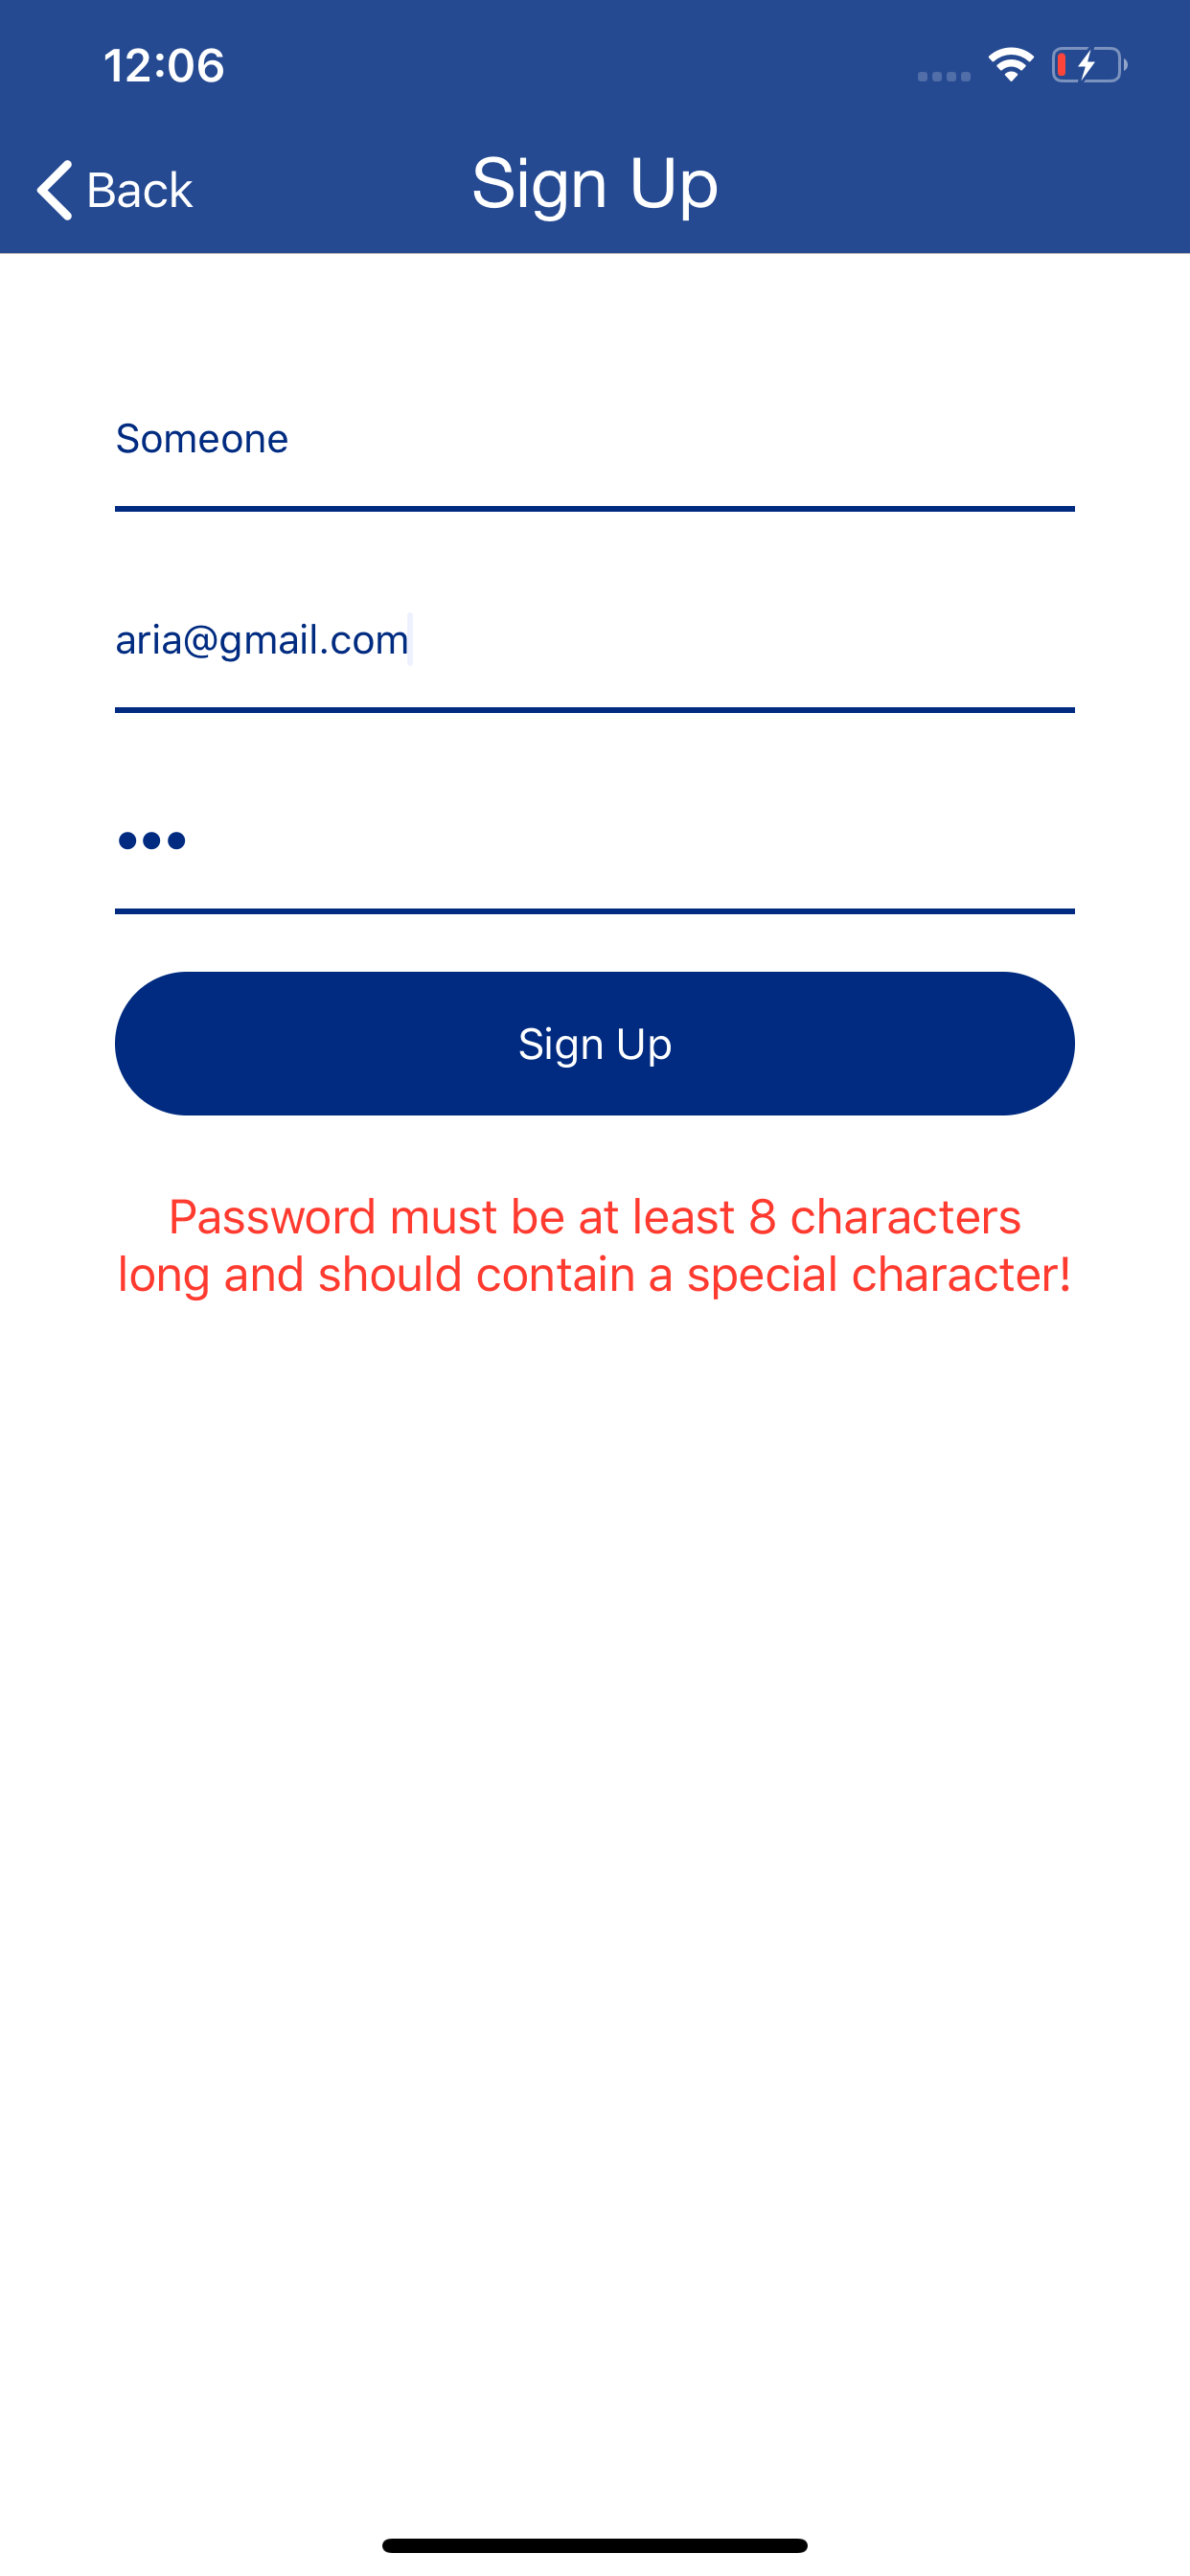 12:06
Back
Sign Up
Someone
aria@gmail.com
•••
Sign Up
Password must be at least 8 characters
long and should contain a special character!